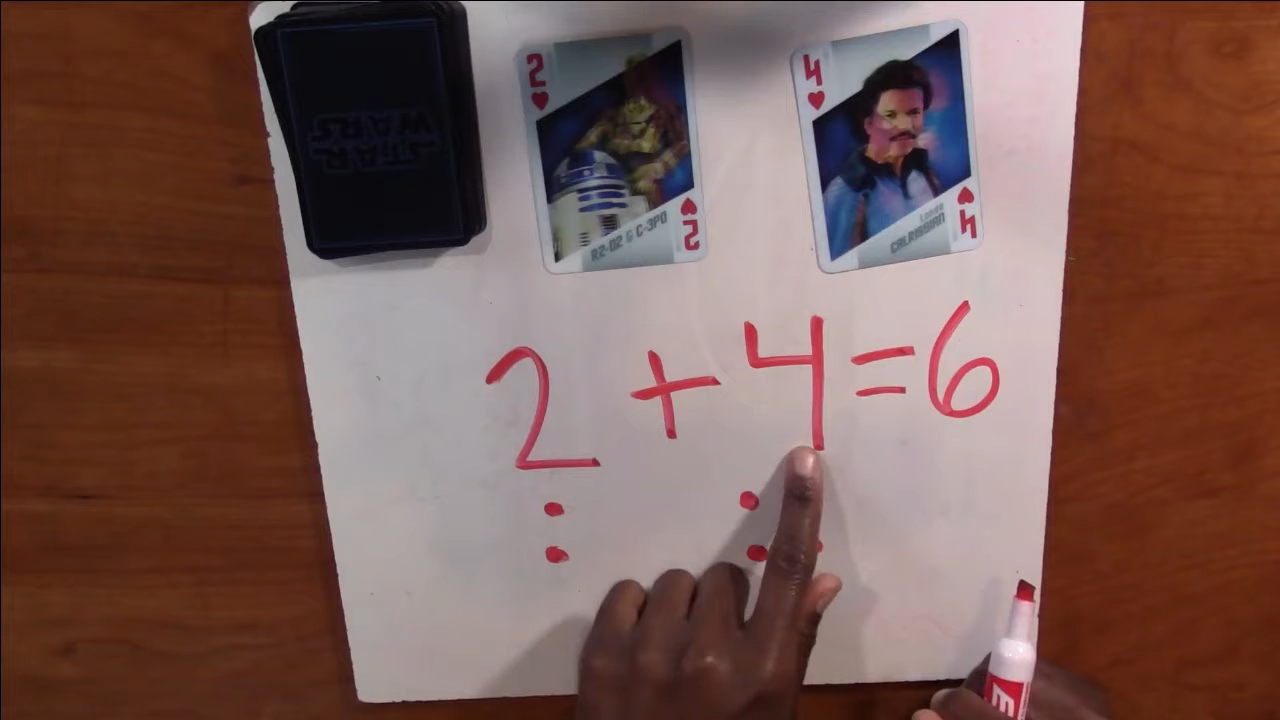 STAR
WARS
2
R2-D2 & C-3PO
2
4
Lando
CALRISSIAN
4
2 + 4 = 6